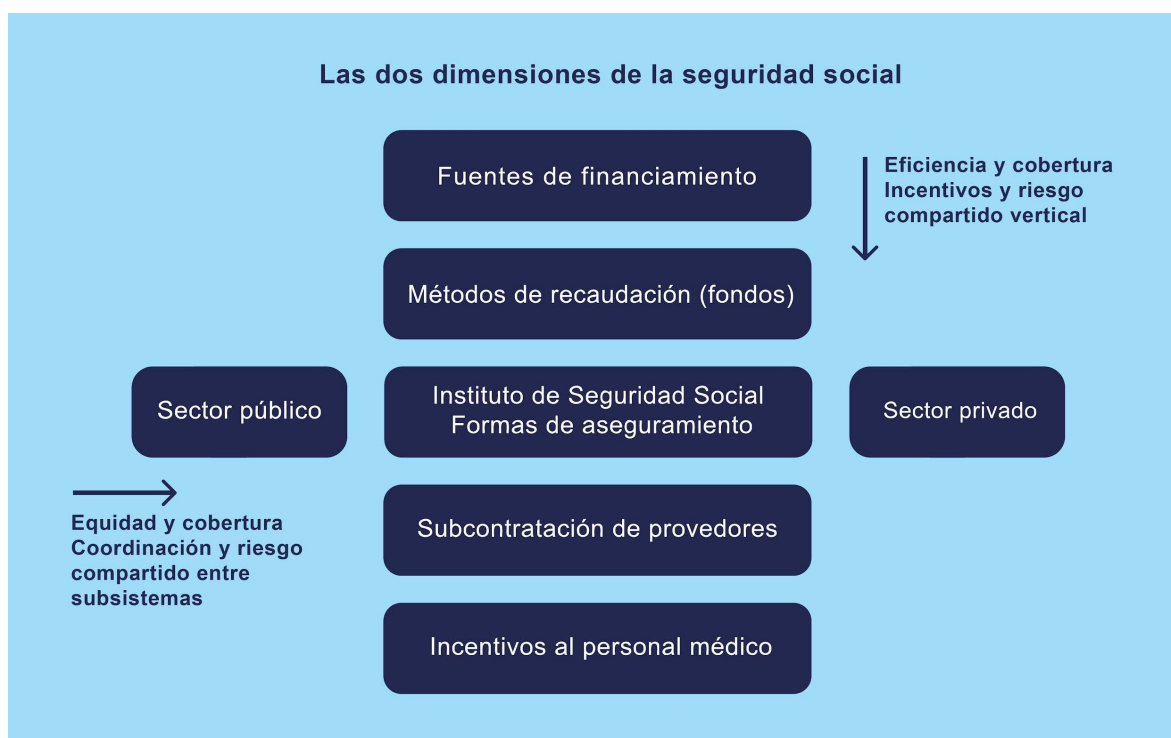 Las dos dimensiones de la seguridad social
Fuentes de financiamiento
Eficiencia y cobertura
Incentivos y riesgo
compartido vertical
Métodos de recaudación (fondos)
Sector público
Instituto de Seguridad Social
Formas de aseguramiento
Sector privado
Equidad y cobertura
Coordinación y riesgo
compartido entre
subsistemas
Subcontratación de provedores
Incentivos al personal médico